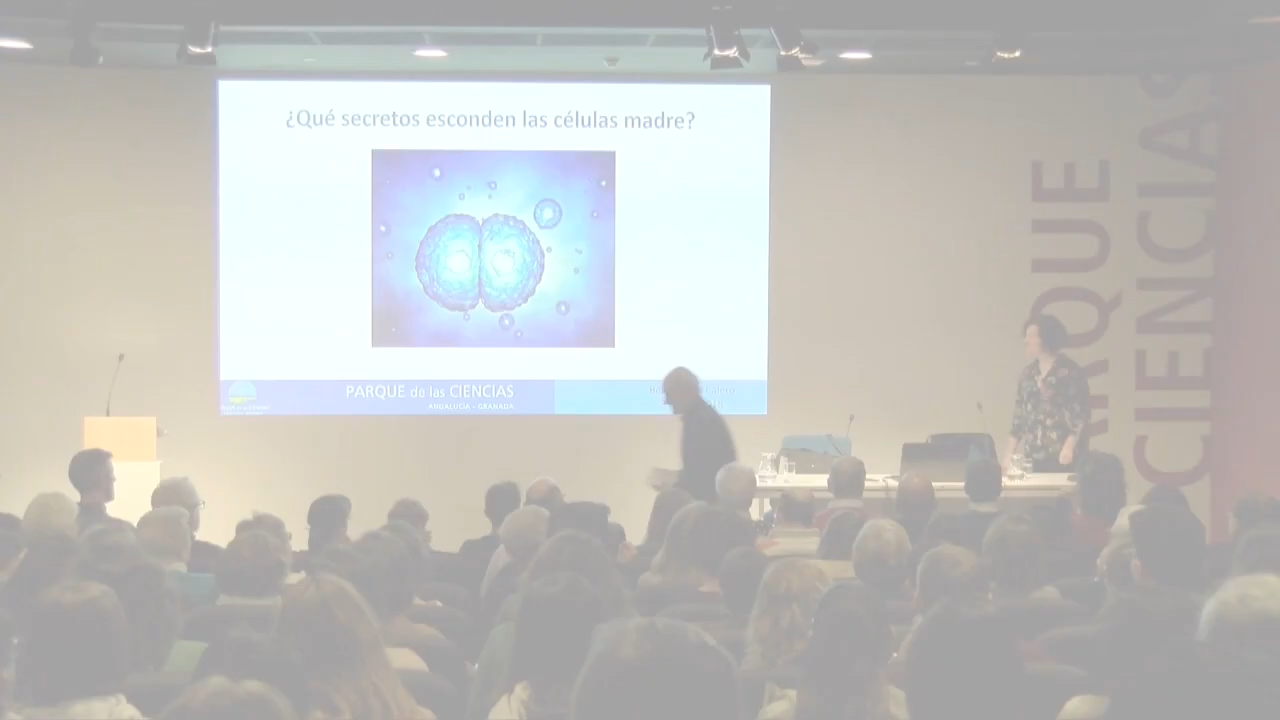 ¿Qué secretos esconden las células madre?
PARQUE de las CIENCIAS
ANDALUCÍA - GRANADA
PARQUE
CIENCIAS